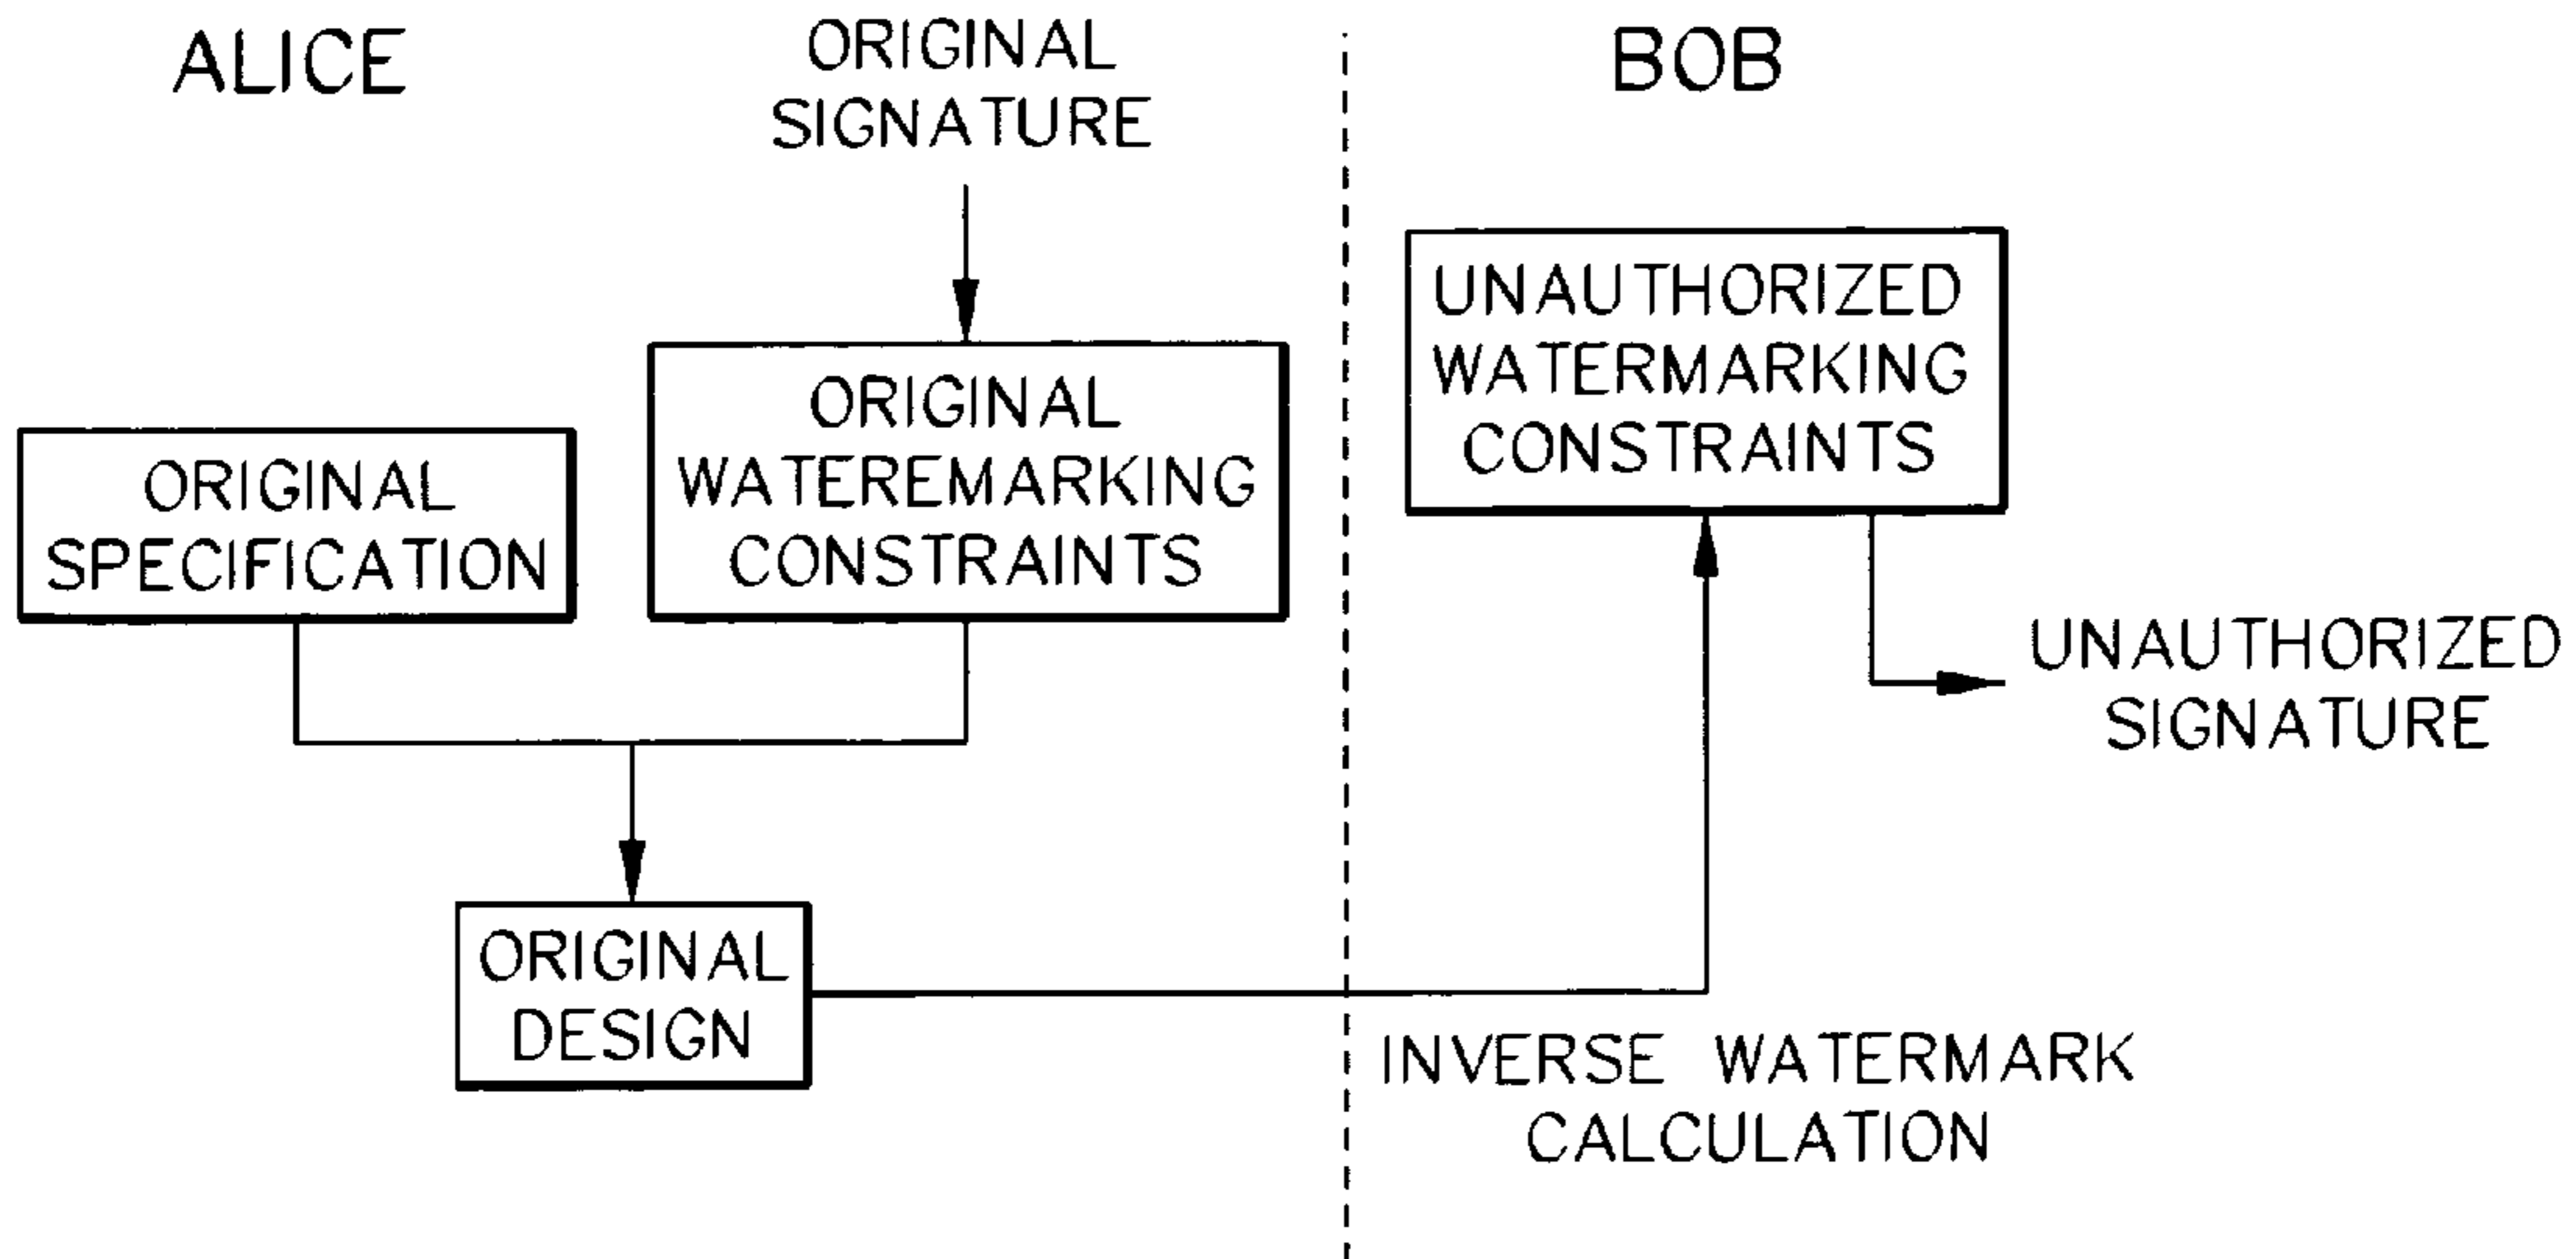 ALICE
ORIGINAL
SIGNATURE
ORIGINAL
SPECIFICATION
ORIGINAL
WATEREMARKING
CONSTRAINTS
ORIGINAL
DESIGN
BOB
UNAUTHORIZED
WATERMARKING
CONSTRAINTS
UNAUTHORIZED
SIGNATURE
INVERSE WATERMARK
CALCULATION